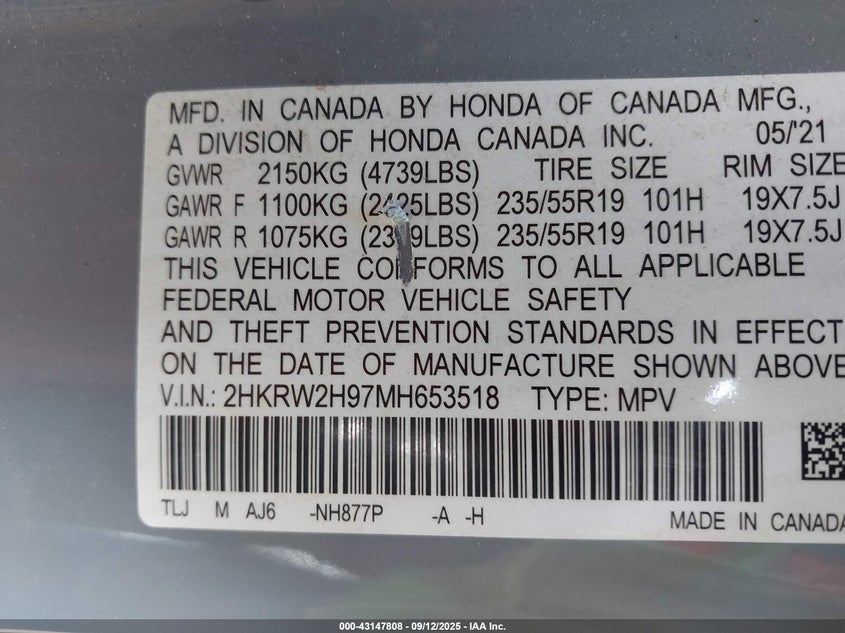 MFD. IN CANADA BY HONDA OF CANADA MFG.,
A DIVISION OF HONDA CANADA INC. 05/'21
GVWR 2150KG (4739LBS) TIRE SIZE RIM SIZE
GAWR F 1100KG (2425LBS) 235/55R19 101H 19X7.5J
GAWR R 1075KG LBS) 235/55R19 101H 19X7.5J
THIS VEHICLE CONFORMS TO ALL APPLICABLE
FEDERAL MOTOR VEHICLE SAFETY
AND THEFT PREVENTION STANDARDS IN EFFECT
ON THE DATE OF MANUFACTURE SHOWN ABOVE
V.I.N.: 2HKRW2H97MH653518 TYPE: MPV
TLJ M AJ6 -NH877P -A -H MADE IN CANADA
000-43147808 - 09/12/2025 - IAA Inc.